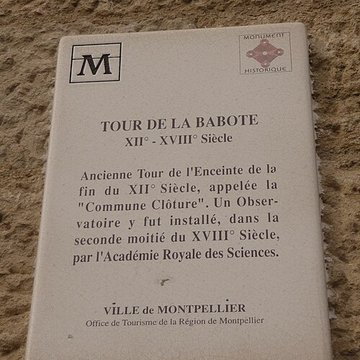 M
MONUMENT
HISTORIQUE
TOUR DE LA BABOTE
XII° - XVIII° Siècle
Ancienne Tour de l'Enceinte de la
fin du XII° Siècle, appelée la
"Commune Clôture". Un Obser-
vatoire y fut installé, dans la
seconde moitié du XVIII° Siècle,
par l'Académie Royale des Sciences.
VILLE de MONTPELLIER
Office de Tourisme de la Région de Montpellier